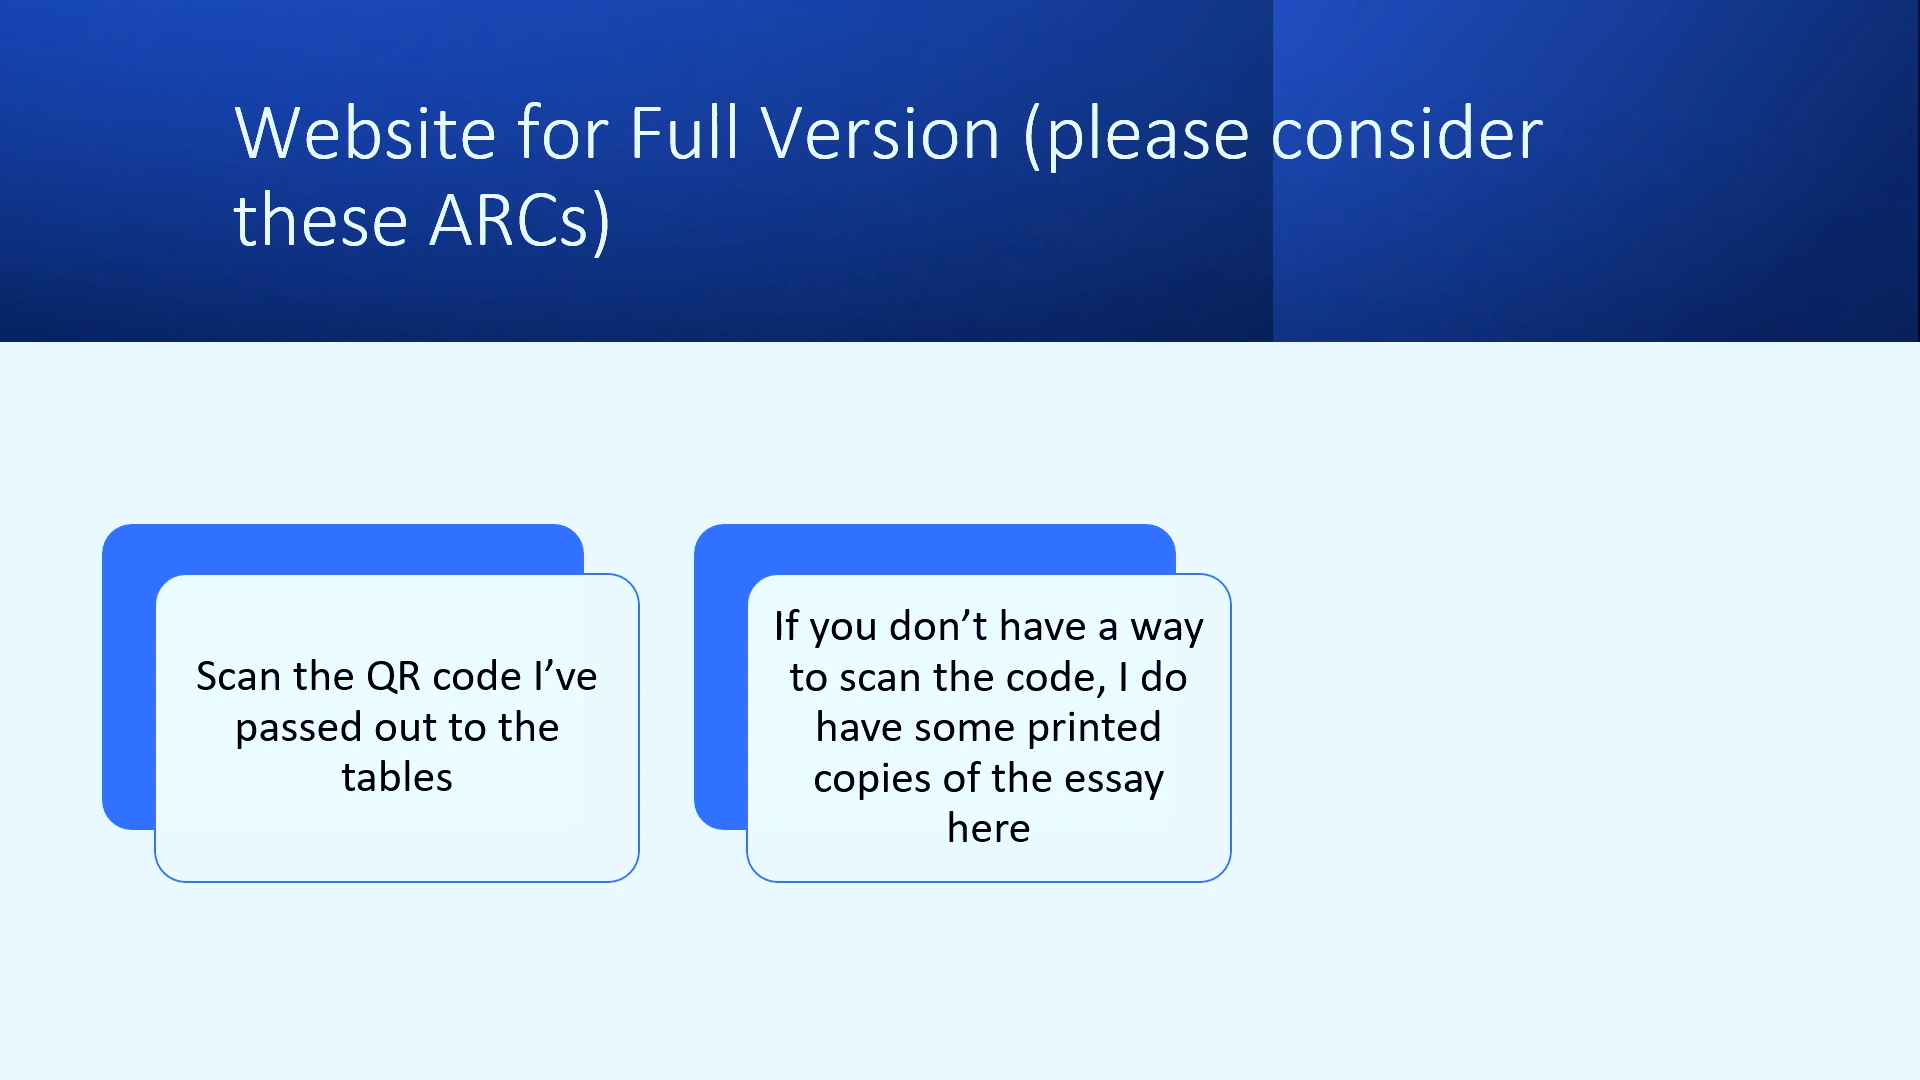 Website for Full Version (please consider
these ARCs)
Scan the QR code I’ve
passed out to the
tables
If you don’t have a way
to scan the code, I do
have some printed
copies of the essay
here